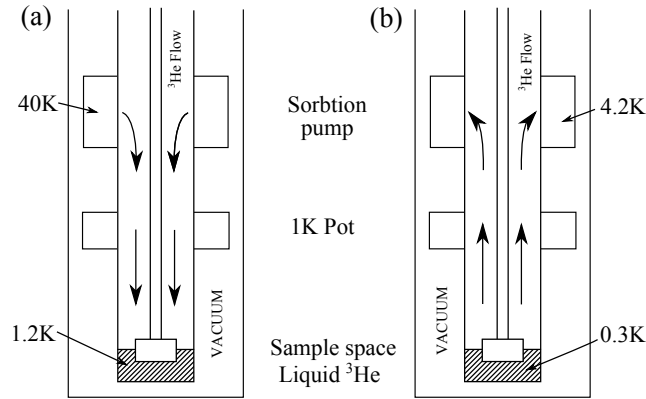 (a)
³He Flow
40K
VACUUM
1.2K
Sorbtion
pump
1K Pot
Sample space
Liquid ³He
(b)
³He Flow
4.2K
VACUUM
0.3K